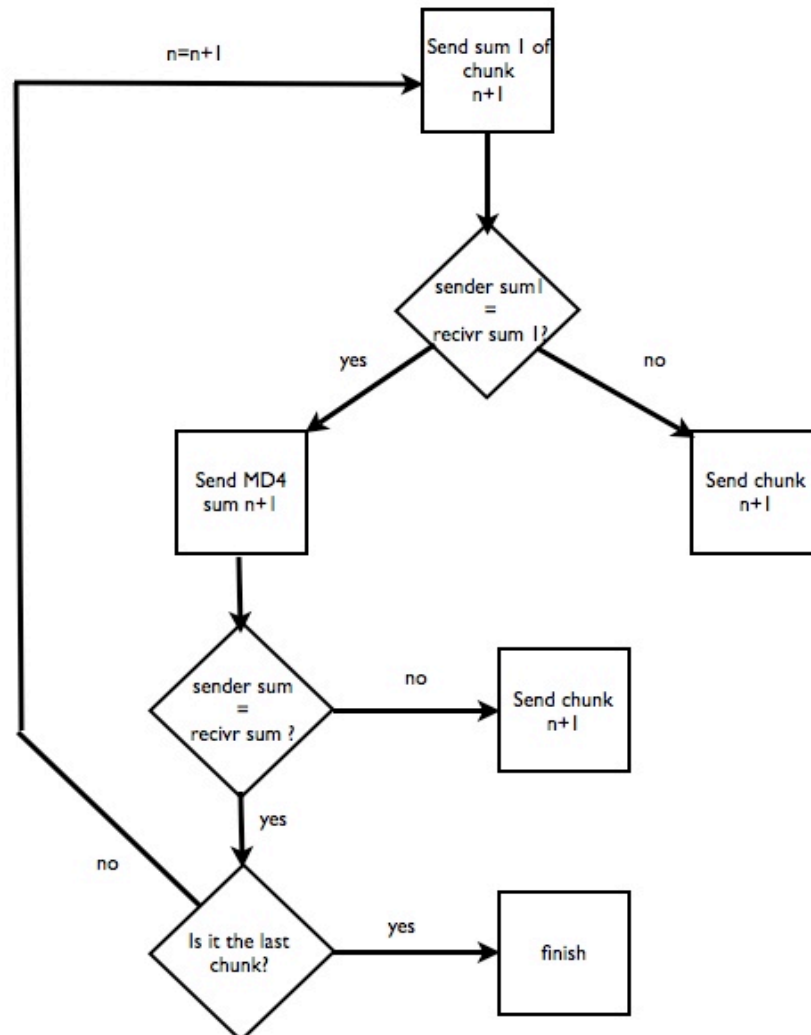 n=n+1
Send sum 1 of
chunk
n+1
sender sum1
=
recivr sum 1?
yes
no
Send MD4
sum n+1
Send chunk
n+1
sender sum
=
recivr sum ?
no
Send chunk
n+1
yes
no
Is it the last
chunk?
yes
finish